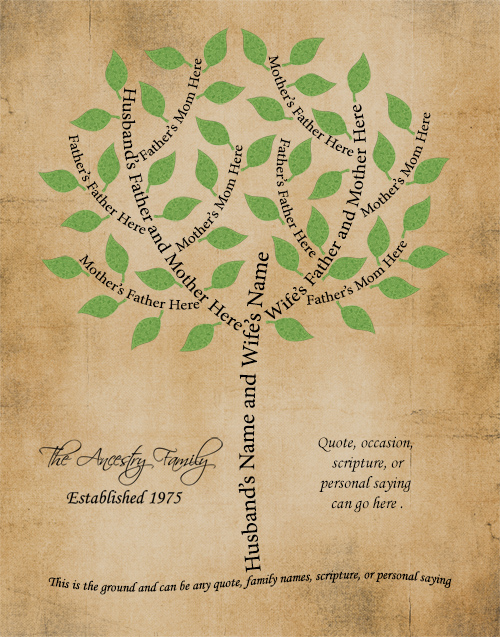 Father's Mom Here
Mother's Father Here
Husband's Father and Mother Here
Wife's Father and Mother Here
Father's Father Here
Mother's Mom Here
Father's Father Here
Mother's Mom Here
Mother's Father Here
Father's Mom Here
Husband's Name and Wife's Name
The Ancestry Family
Established 1975
Quote, occasion,
scripture, or
personal saying
can go here .
This is the ground and can be any quote, family names, scripture, or personal saying